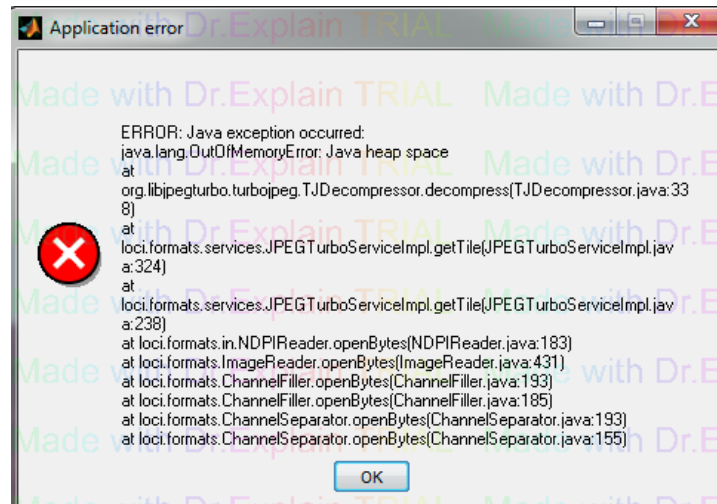 Application error
Made with Dr.Explain TRIAL Made with Dr.E
ERROR: Java exception occurred:
java.lang.OutOfMemoryError: Java heap space
at
org.libjpegturbo.turbojpeg.TJDecompressor.decompress(TJDecompressor.java:33
8)
at
loci.formats.services.JPEGTurboServiceImpl.getTile(JPEGTurboServiceImpl.jav
a:324)
at
loci.formats.services.JPEGTurboServiceImpl.getTile(JPEGTurboServiceImpl.jav
a:238)
at loci.formats.in.NDPIReader.openBytes(NDPIReader.java:183)
at loci.formats.ImageReader.openBytes(ImageReader.java:431)
at loci.formats.ChannelFiller.openBytes(ChannelFiller.java:193)
at loci.formats.ChannelFiller.openBytes(ChannelFiller.java:185)
at loci.formats.ChannelSeparator.openBytes(ChannelSeparator.java:193)
at loci.formats.ChannelSeparator.openBytes(ChannelSeparator.java:155)
OK